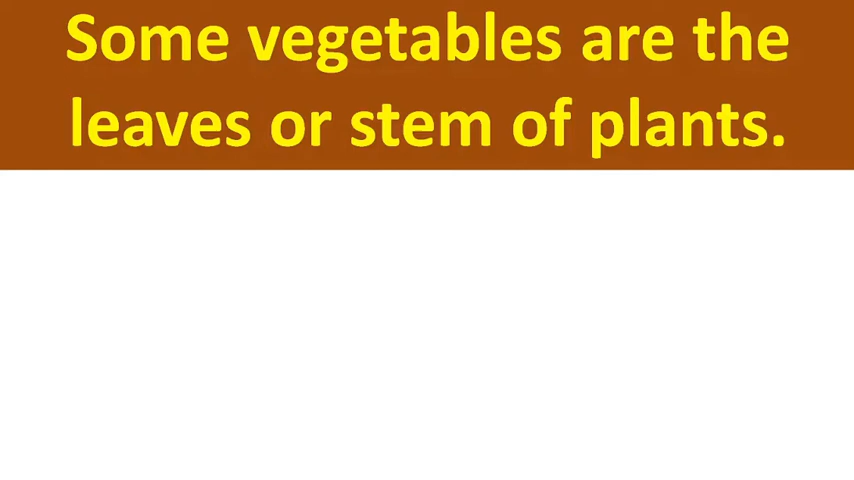 Some vegetables are the
leaves or stem of plants.